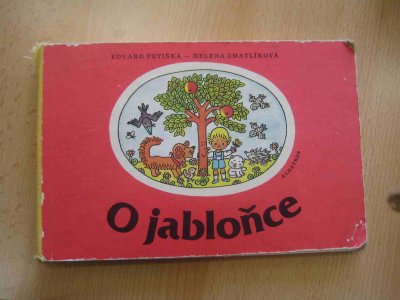 EDUARD PETIŠKA – HELENA ZMATLÍKOVÁ
ALBATROS
O jabloňce